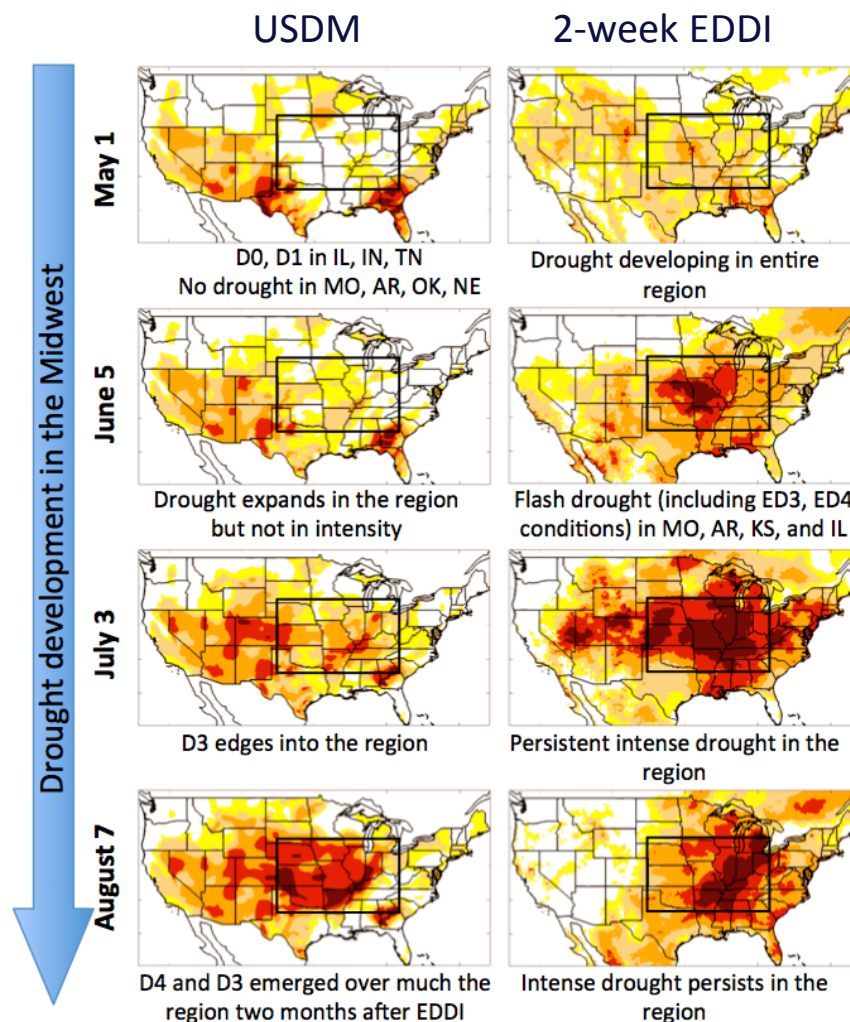 USDM
2-week EDDI
Drought development in the Midwest
May 1
D0, D1 in IL, IN, TN
No drought in MO, AR, OK, NE
Drought developing in entire
region
June 5
Drought expands in the region
but not in intensity
Flash drought (including ED3, ED4
conditions) in MO, AR, KS, and IL
July 3
D3 edges into the region
Persistent intense drought in the
region
August 7
D4 and D3 emerged over much the
region two months after EDDI
Intense drought persists in the
region